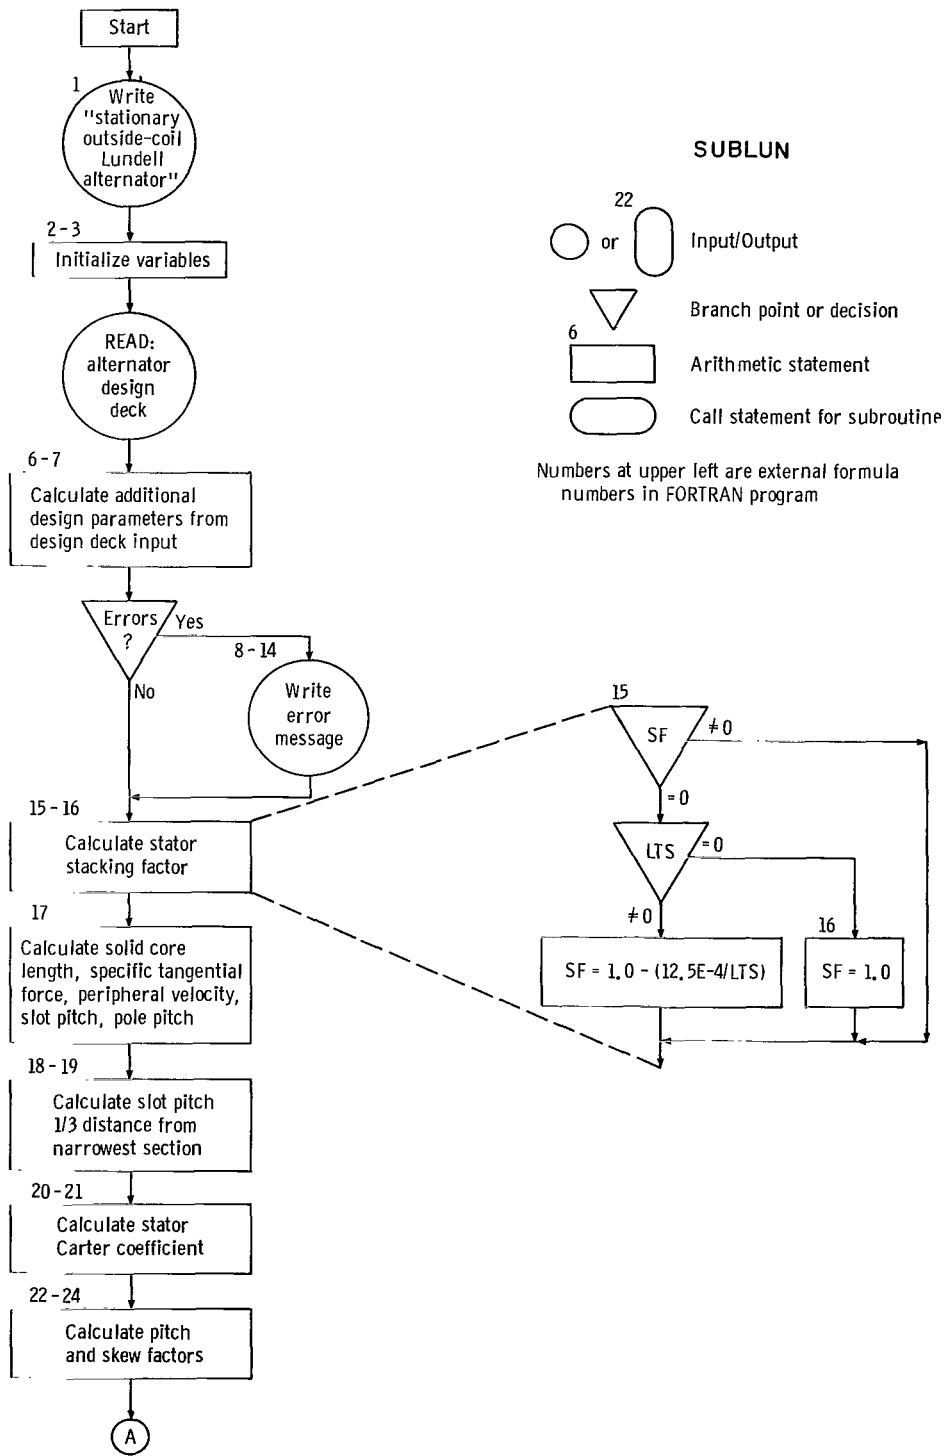 Start
1
Write
"stationary
outside-coil
Lundell
alternator"
2-3
Initialize variables
READ:
alternator
design
deck
6-7
Calculate additional
design parameters from
design deck input
Errors
?
Yes
No
8-14
Write
error
message
15-16
Calculate stator
stacking factor
17
Calculate solid core
length, specific tangential
force, peripheral velocity,
slot pitch, pole pitch
18-19
Calculate slot pitch
1/3 distance from
narrowest section
20-21
Calculate stator
Carter coefficient
22-24
Calculate pitch
and skew factors
A
SUBLUN
22
or
Input/Output
Branch point or decision
6
Arithmetic statement
Call statement for subroutine
Numbers at upper left are external formula
numbers in FORTRAN program
15
SF
≠0
=0
LTS
=0
≠0
SF = 1.0 - (12.5E-4/LTS)
16
SF = 1.0